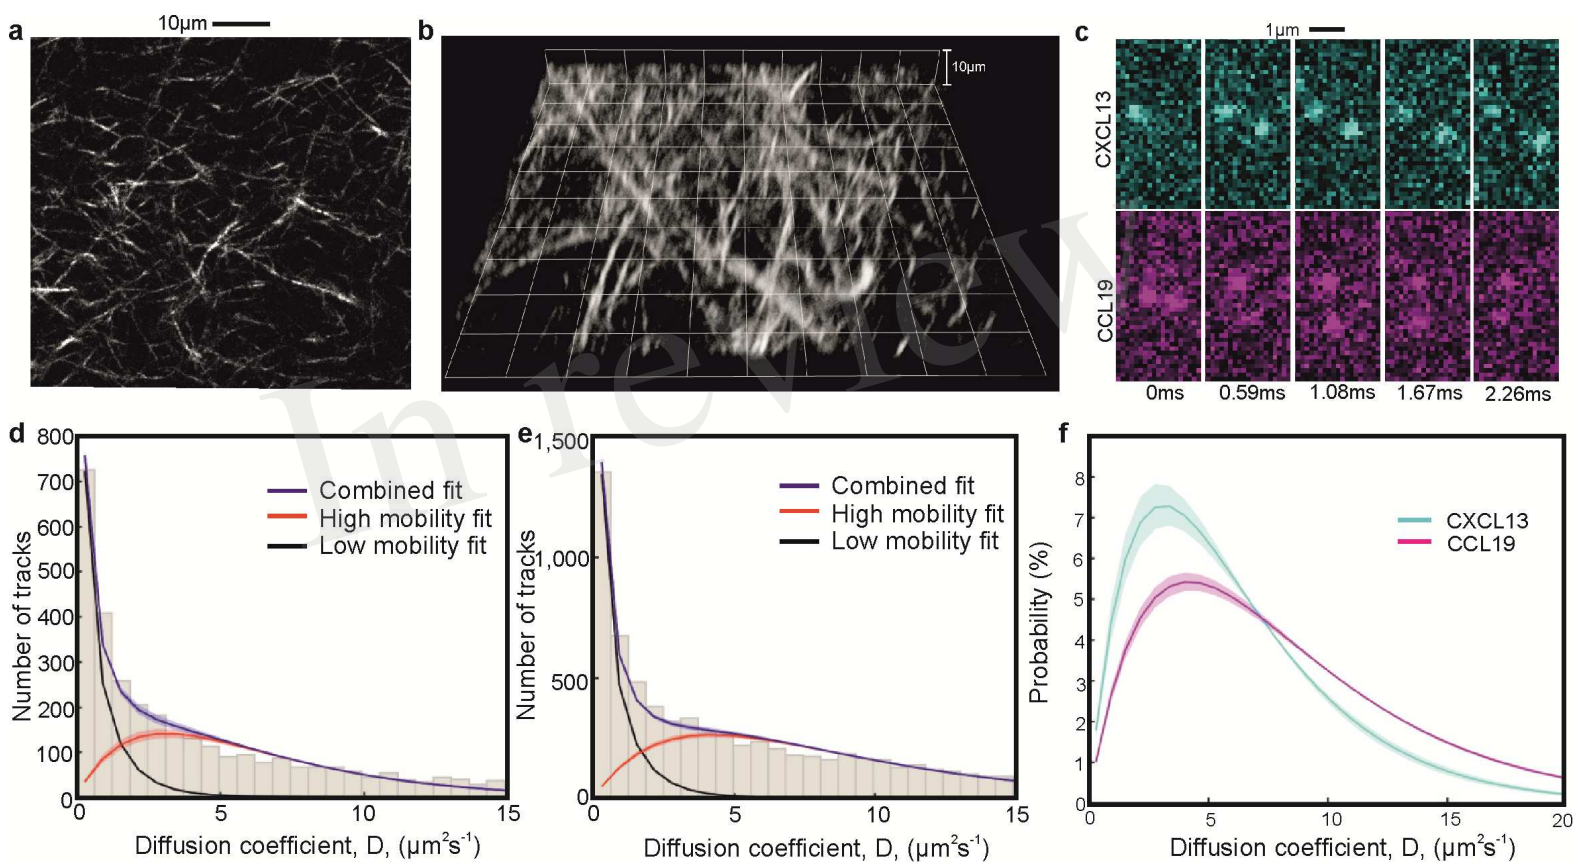 a
10µm
b
10µm
c
1µm
CXCL13
CCL19
0ms
0.59ms
1.08ms
1.67ms
2.26ms
In review
d
800
700
600
500
400
300
200
100
0
Number of tracks
Combined fit
High mobility fit
Low mobility fit
0
5
10
15
Diffusion coefficient, D, (µm²s⁻¹)
e
1,500
1,000
500
0
Number of tracks
Combined fit
High mobility fit
Low mobility fit
0
5
10
15
Diffusion coefficient, D, (µm²s⁻¹)
f
8
7
6
5
4
3
2
1
0
Probability (%)
CXCL13
CCL19
0
5
10
15
20
Diffusion coefficient, D, (µm²s⁻¹)